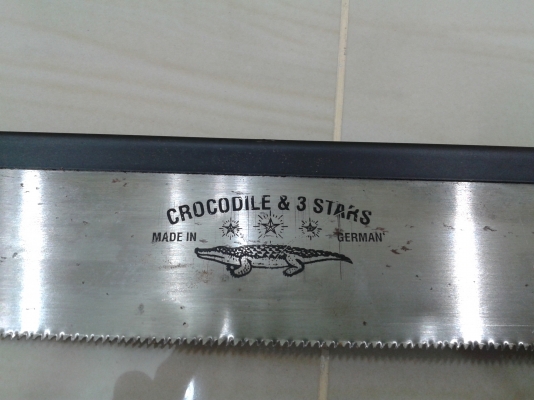 CROCODILE & 3 STARS
MADE IN GERMAN